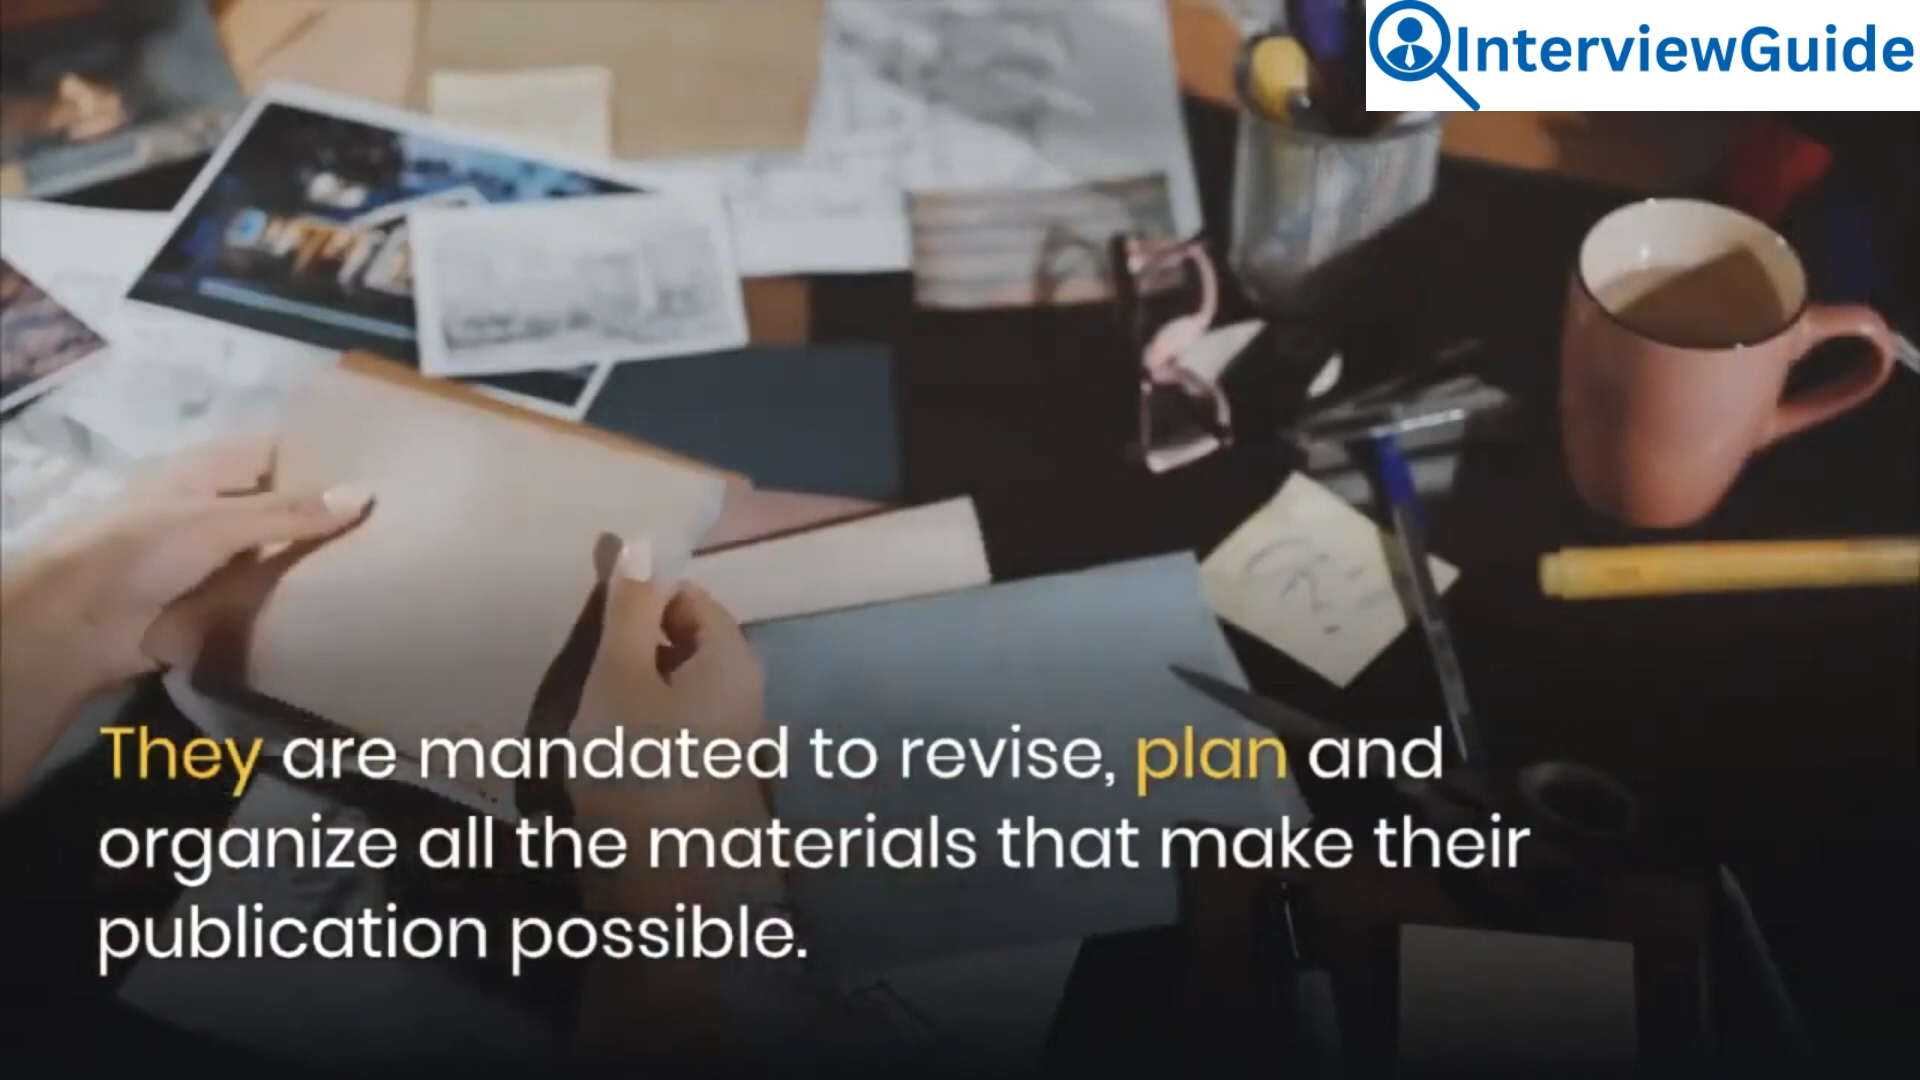 InterviewGuide
They are mandated to revise, plan and
organize all the materials that make their
publication possible.